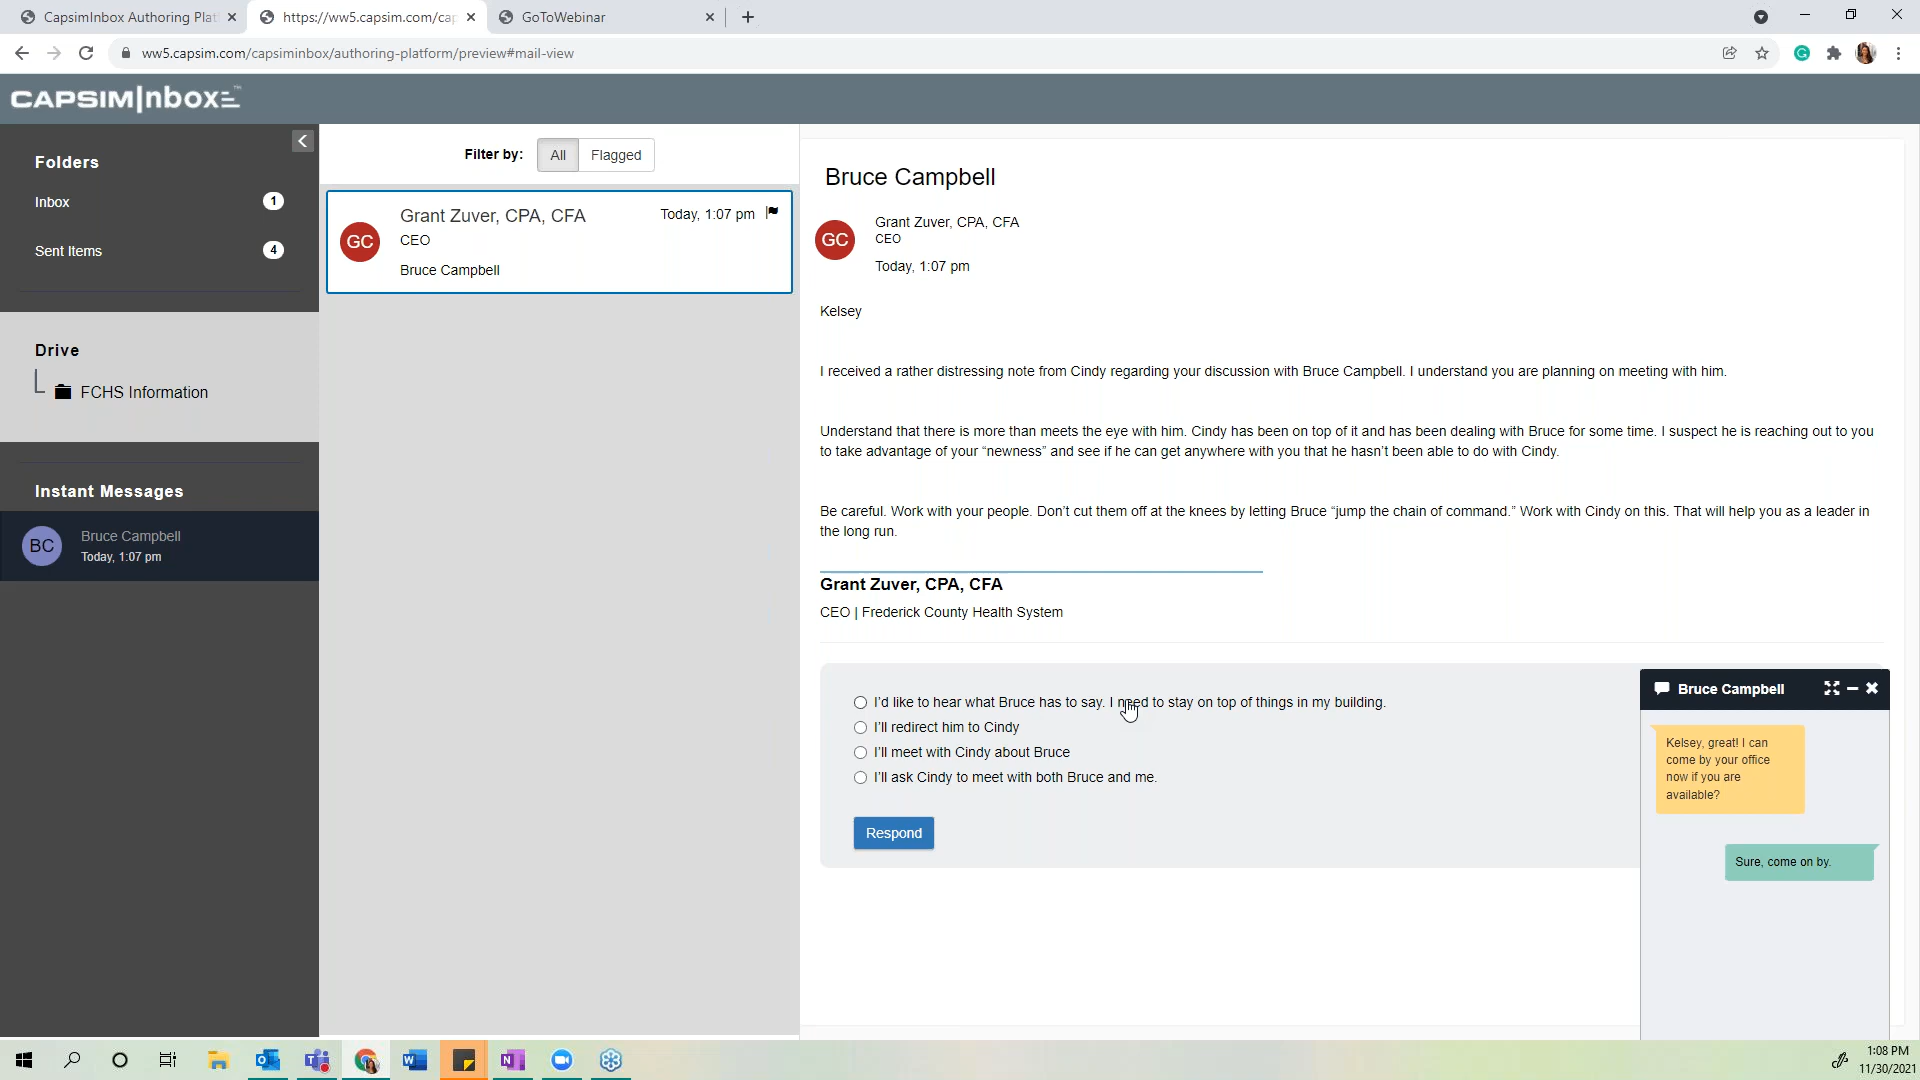 CapsimInbox Authoring Plat
https://ww5.capsim.com/cap
GoToWebinar
ww5.capsim.com/capsiminbox/authoring-platform/preview#mail-view
CAPSIMInbox™
Folders
Inbox
1
Sent Items
4
Drive
FCHS Information
Instant Messages
BC
Bruce Campbell
Today, 1:07 pm
Filter by:
All
Flagged
GC
Grant Zuver, CPA, CFA
Today, 1:07 pm
CEO
Bruce Campbell
Bruce Campbell
GC
Grant Zuver, CPA, CFA
CEO
Today, 1:07 pm
Kelsey
I received a rather distressing note from Cindy regarding your discussion with Bruce Campbell. I understand you are planning on meeting with him.
Understand that there is more than meets the eye with him. Cindy has been on top of it and has been dealing with Bruce for some time. I suspect he is reaching out to you
to take advantage of your “newness” and see if he can get anywhere with you that he hasn’t been able to do with Cindy.
Be careful. Work with your people. Don’t cut them off at the knees by letting Bruce “jump the chain of command.” Work with Cindy on this. That will help you as a leader in
the long run.
Grant Zuver, CPA, CFA
CEO | Frederick County Health System
I’d like to hear what Bruce has to say. I need to stay on top of things in my building.
I’ll redirect him to Cindy
I’ll meet with Cindy about Bruce
I’ll ask Cindy to meet with both Bruce and me.
Respond
Bruce Campbell
Kelsey, great! I can
come by your office
now if you are
available?
Sure, come on by.
1:08 PM
11/30/2021